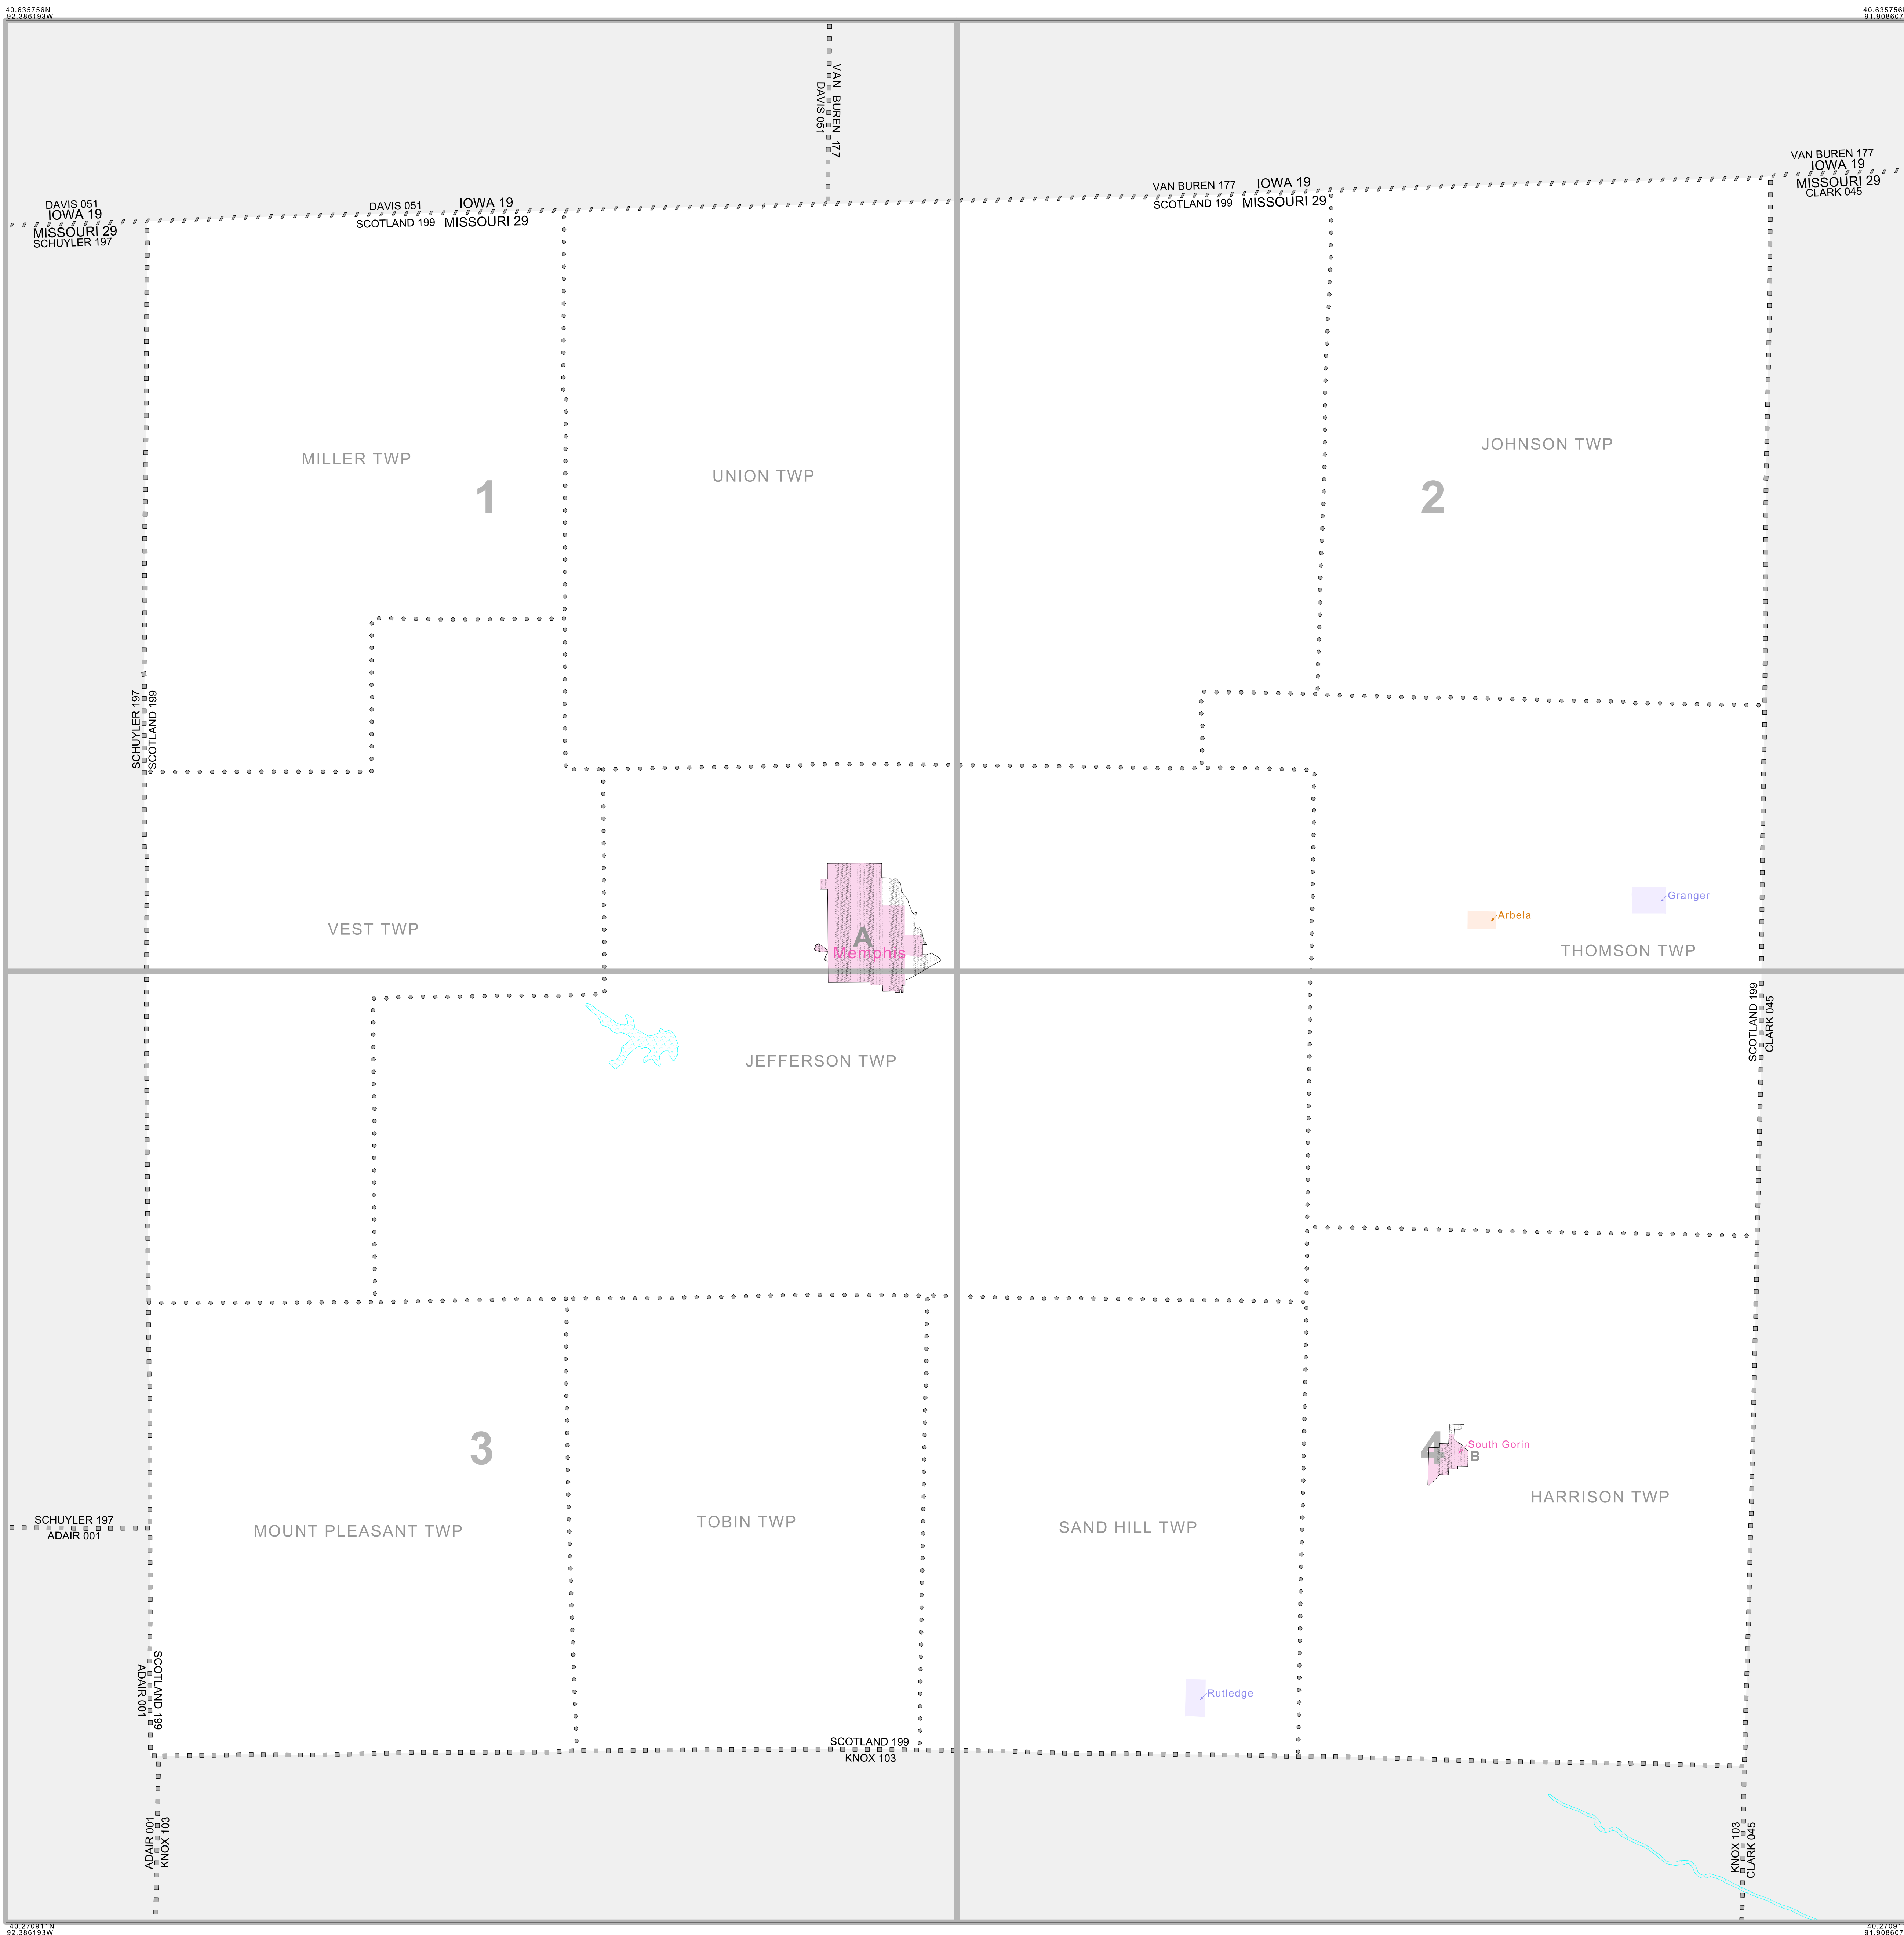 40.635756N
92.386193W
40.635756
91.908607
VAN BUREN 177
DAVIS 051
VAN BUREN 177
IOWA 19
MISSOURI 29
CLARK 045
VAN BUREN 177 IOWA 19
SCOTLAND 199 MISSOURI 29
DAVIS 051 IOWA 19
SCOTLAND 199 MISSOURI 29
DAVIS 051
IOWA 19
MISSOURI 29
SCHUYLER 197
MILLER TWP
UNION TWP
JOHNSON TWP
1
2
SCHUYLER 197
SCOTLAND 199
Granger
Arbela
VEST TWP
A
Memphis
THOMSON TWP
SCOTLAND 199
CLARK 045
JEFFERSON TWP
3
4
South Gorin
B
HARRISON TWP
SCHUYLER 197
ADAIR 001
MOUNT PLEASANT TWP
TOBIN TWP
SAND HILL TWP
SCOTLAND 199
ADAIR 001
Rutledge
SCOTLAND 199
KNOX 103
ADAIR 001
KNOX 103
KNOX 103
CLARK 045
40.270911N
92.386193W
40.27091
91.908607